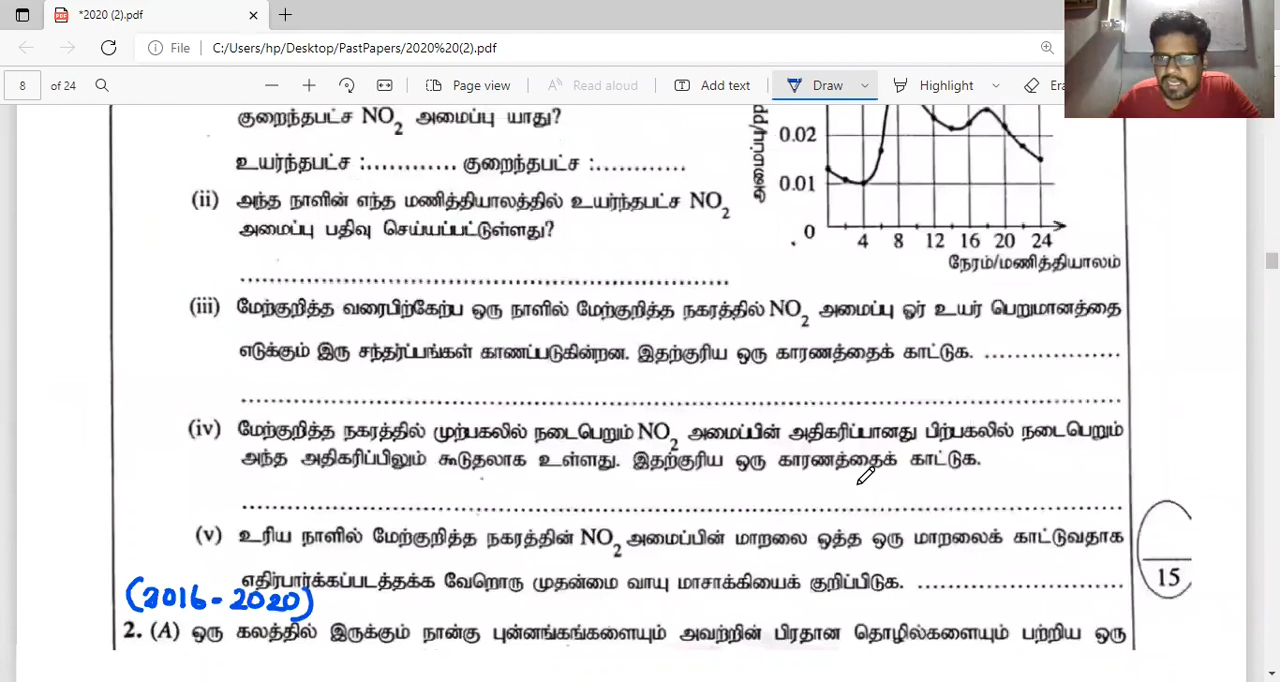 *2020 (2).pdf
File C:/Users/hp/Desktop/PastPapers/2020%20(2).pdf
8 of 24 Page view Read aloud Add text Draw Highlight
குறைந்தபட்ச NO2 அமைப்பு யாது?
உயர்ந்தபட்ச :............ குறைந்தபட்ச :............
0.02
0.01
0
4 8 12 16 20 24
நேரம்/மணித்தியாலம்
(ii) அந்த நாளின் எந்த மணித்தியாலத்தில் உயர்ந்தபட்ச NO2
அமைப்பு பதிவு செய்யப்பட்டுள்ளது?
(iii) மேற்குறித்த வரைபிற்கேற்ப ஒரு நாளில் மேற்குறித்த நகரத்தில் NO2 அமைப்பு ஓர் உயர் பெறுமானத்தை
எடுக்கும் இரு சந்தர்ப்பங்கள் காணப்படுகின்றன. இதற்குரிய ஒரு காரணத்தைக் காட்டுக. ..................
(iv) மேற்குறித்த நகரத்தில் முற்பகலில் நடைபெறும் NO2 அமைப்பின் அதிகரிப்பானது பிற்பகலில் நடைபெறும்
அந்த அதிகரிப்பிலும் கூடுதலாக உள்ளது. இதற்குரிய ஒரு காரணத்தைக் காட்டுக.
(v) உரிய நாளில் மேற்குறித்த நகரத்தின் NO2 அமைப்பின் மாறலை ஒத்த ஒரு மாறலைக் காட்டுவதாக
எதிர்பார்க்கப்படத்தக்க வேறொரு முதன்மை வாயு மாசாக்கியைக் குறிப்பிடுக. ...........................
15
(2016-2020)
2. (A) ஒரு கலத்தில் இருக்கும் நான்கு புன்னங்கங்களையும் அவற்றின் பிரதான தொழில்களையும் பற்றிய ஒரு